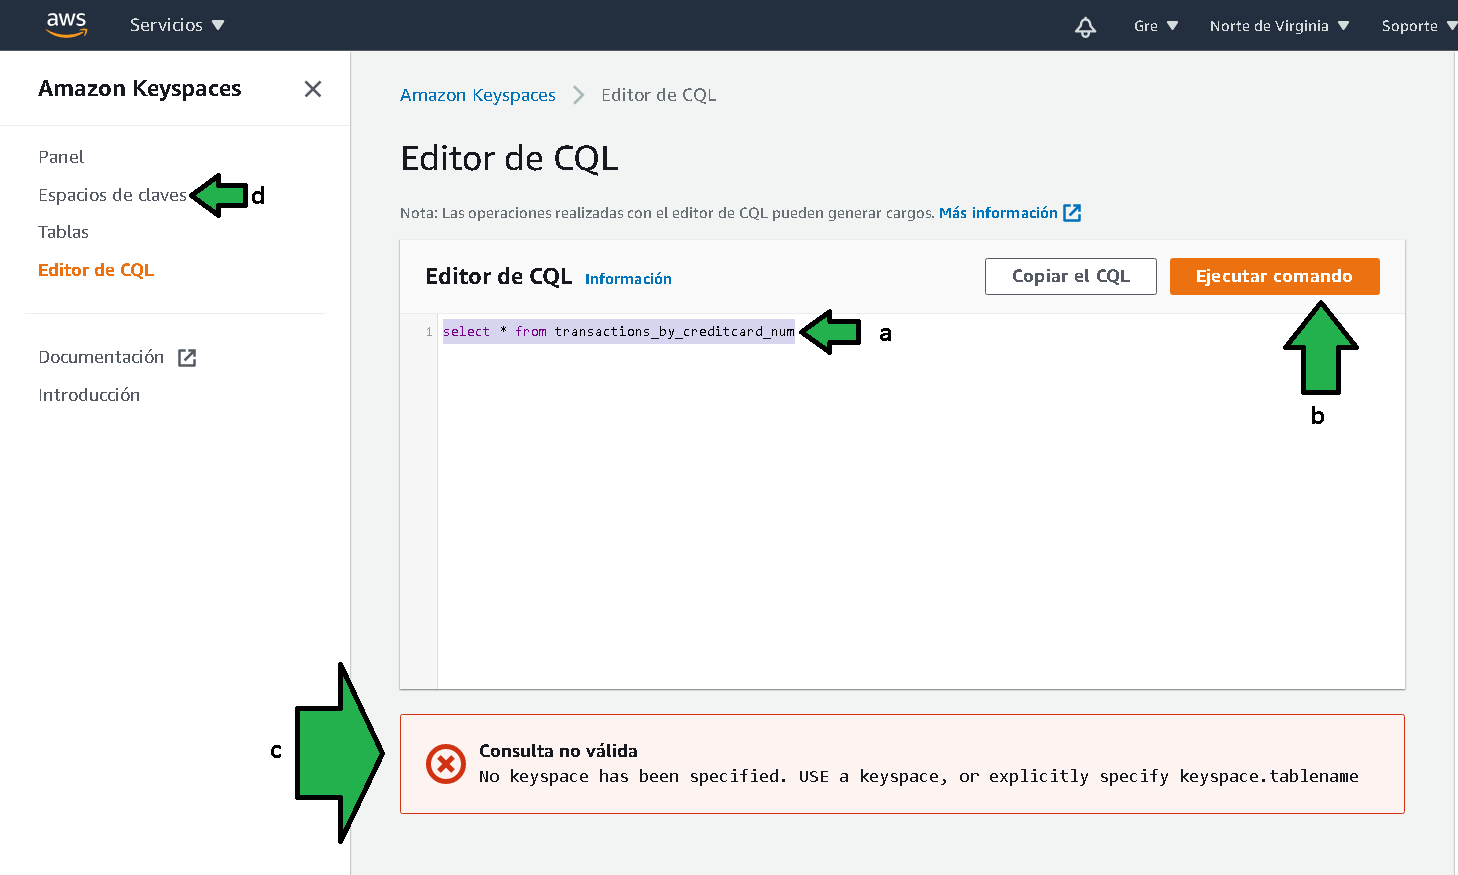 aws
Servicios
Gre
Norte de Virginia
Soporte
Amazon Keyspaces
Panel
Espacios de claves
d
Tablas
Editor de CQL
Documentación
Introducción
Amazon Keyspaces
Editor de CQL
Editor de CQL
Nota: Las operaciones realizadas con el editor de CQL pueden generar cargos. Más información
Editor de CQL Información
Copiar el CQL
Ejecutar comando
1 select * from transactions_by_creditcard_num
a
b
c
Consulta no válida
No keyspace has been specified. USE a keyspace, or explicitly specify keyspace.tablename